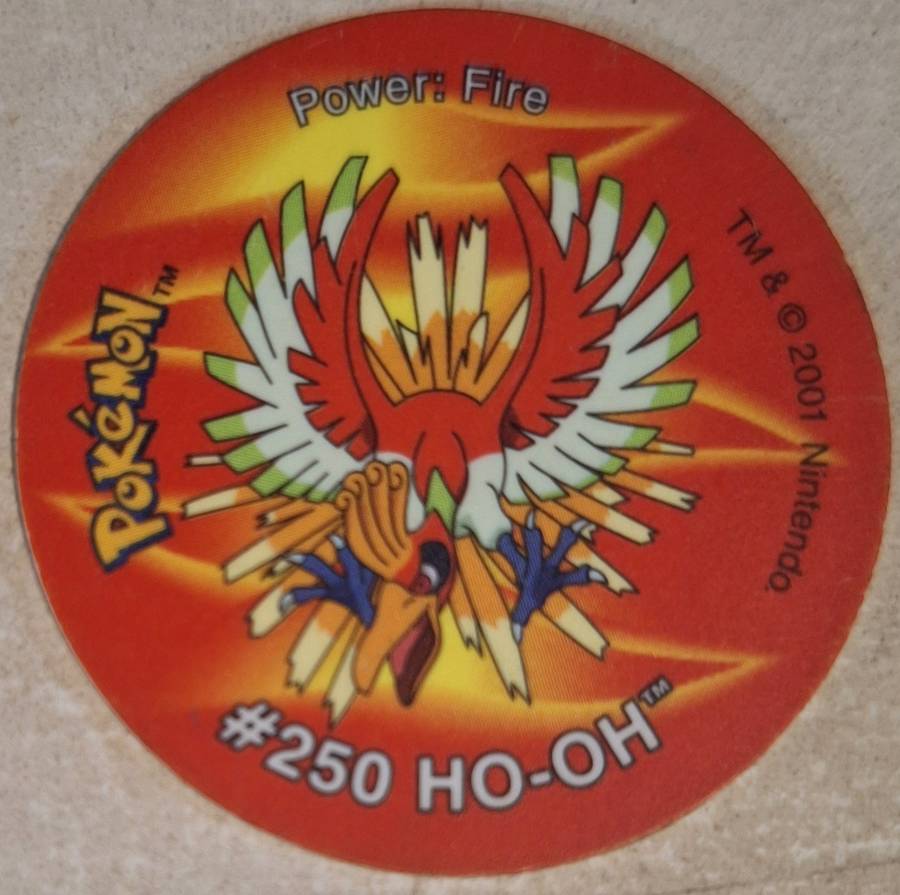 Power: Fire
POKéMON™
TM & © 2001 Nintendo.
#250 HO-OH™